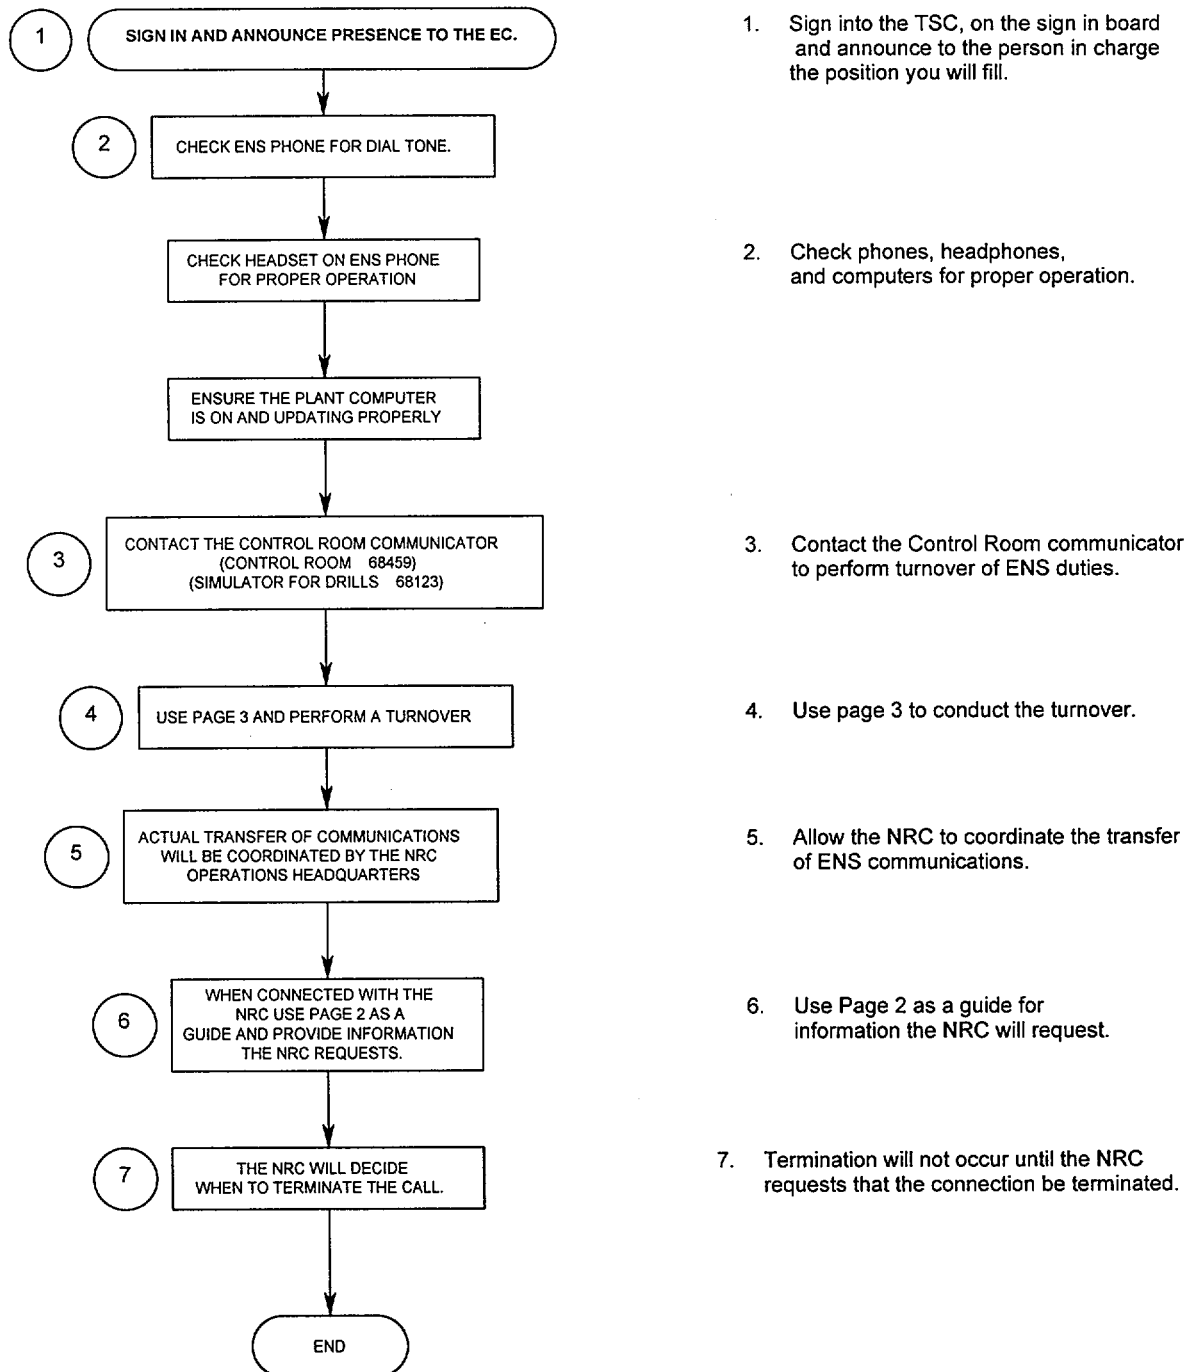 1
SIGN IN AND ANNOUNCE PRESENCE TO THE EC.
2
CHECK ENS PHONE FOR DIAL TONE.
CHECK HEADSET ON ENS PHONE
FOR PROPER OPERATION
ENSURE THE PLANT COMPUTER
IS ON AND UPDATING PROPERLY
3
CONTACT THE CONTROL ROOM COMMUNICATOR
(CONTROL ROOM 68459)
(SIMULATOR FOR DRILLS 68123)
4
USE PAGE 3 AND PERFORM A TURNOVER
5
ACTUAL TRANSFER OF COMMUNICATIONS
WILL BE COORDINATED BY THE NRC
OPERATIONS HEADQUARTERS
6
WHEN CONNECTED WITH THE
NRC USE PAGE 2 AS A
GUIDE AND PROVIDE INFORMATION
THE NRC REQUESTS.
7
THE NRC WILL DECIDE
WHEN TO TERMINATE THE CALL.
END
1. Sign into the TSC, on the sign in board
and announce to the person in charge
the position you will fill.
2. Check phones, headphones,
and computers for proper operation.
3. Contact the Control Room communicator
to perform turnover of ENS duties.
4. Use page 3 to conduct the turnover.
5. Allow the NRC to coordinate the transfer
of ENS communications.
6. Use Page 2 as a guide for
information the NRC will request.
7. Termination will not occur until the NRC
requests that the connection be terminated.